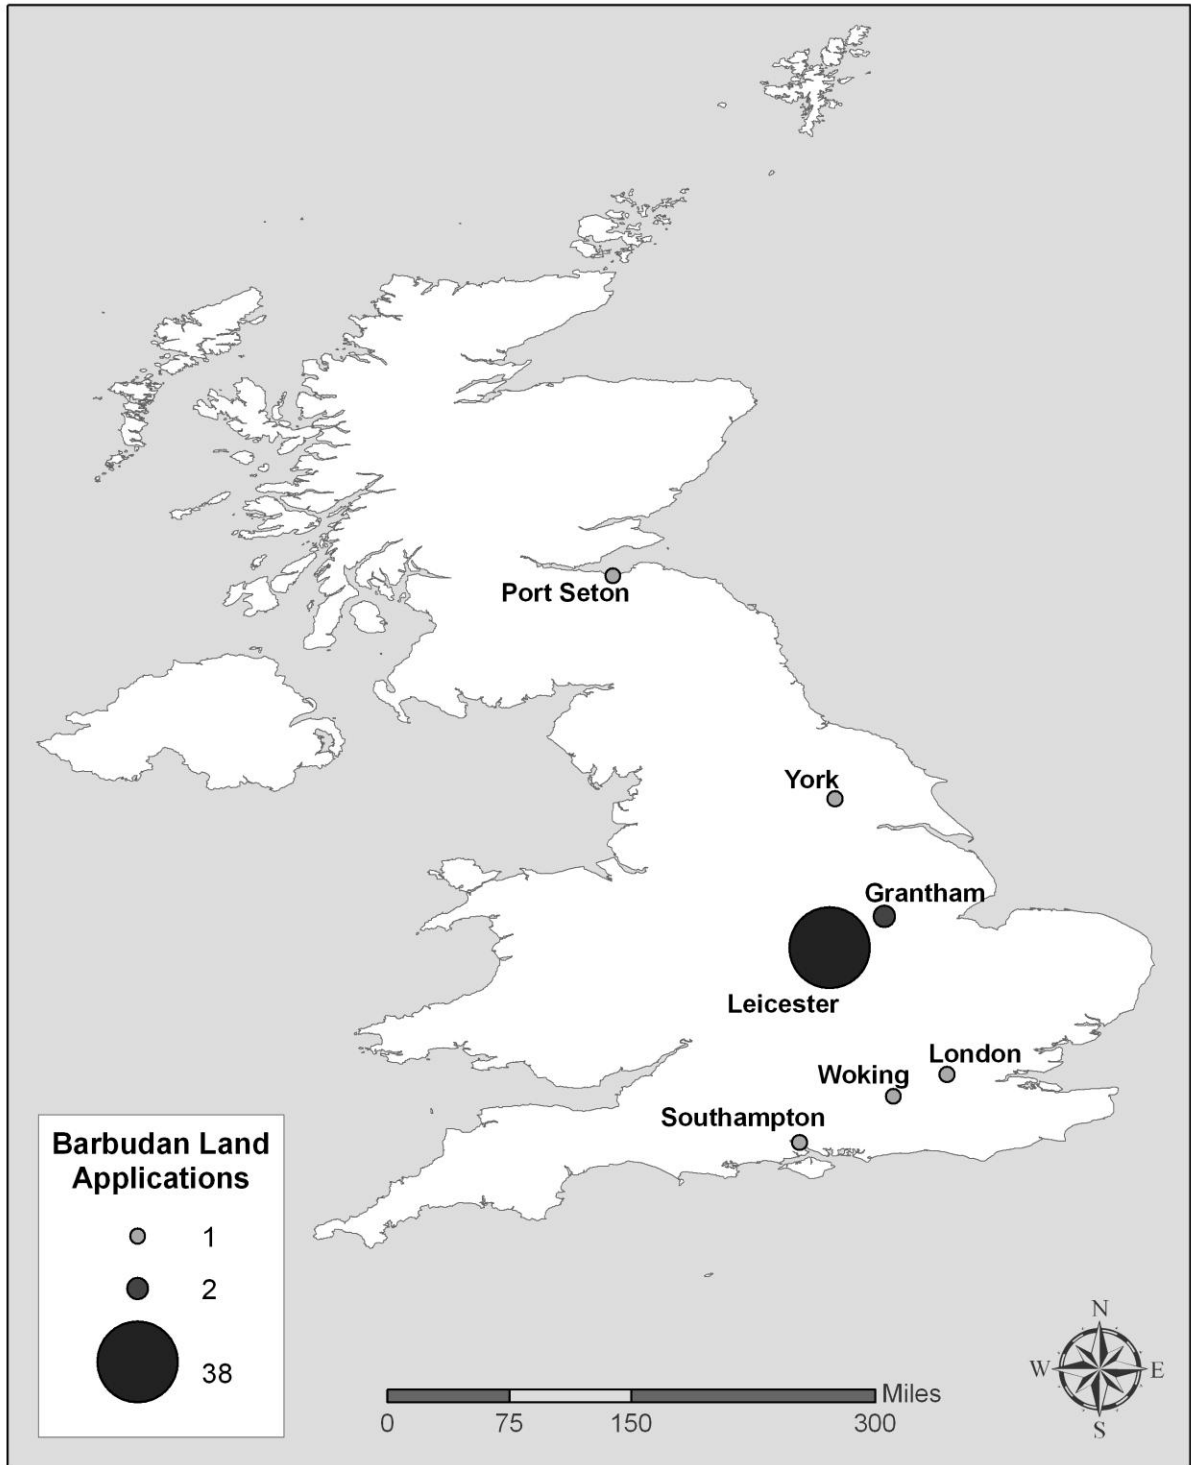 Port Seton
York
Grantham
Leicester
London
Woking
Southampton
Barbudan Land
Applications
1
2
38
Miles
0 75 150 300
N
W E
S